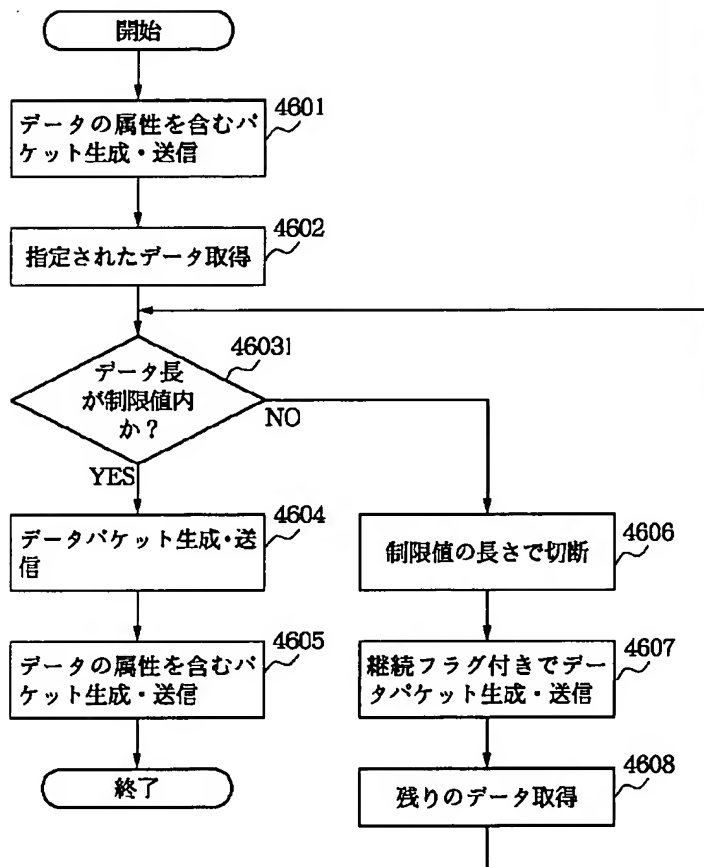 開始
4601
データの属性を含むパ
ケット生成・送信
4602
指定されたデータ取得
4603
データ長
が制限値内
か？
NO
YES
4604
データパケット生成・送
信
4605
データの属性を含むパ
ケット生成・送信
終了
4606
制限値の長さで切断
4607
継続フラグ付きでデー
タパケット生成・送信
4608
残りのデータ取得